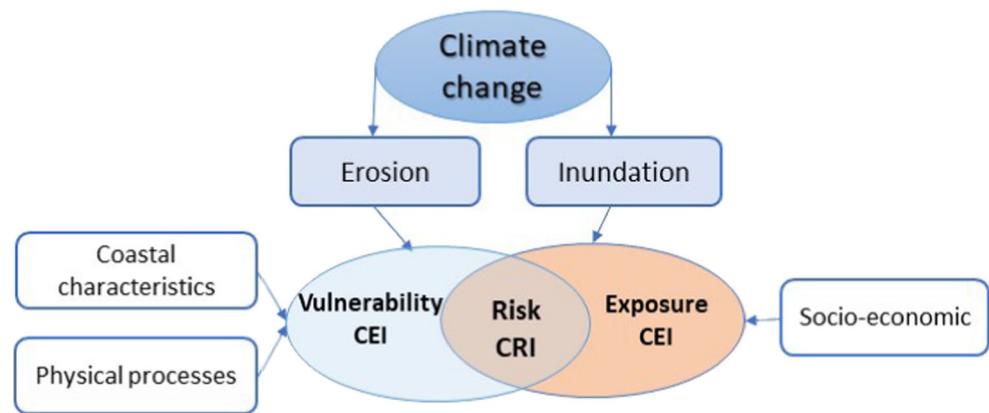 Climate
change
Erosion
Inundation
Coastal
characteristics
Physical processes
Vulnerability
CEI
Risk
CRI
Exposure
CEI
Socio-economic